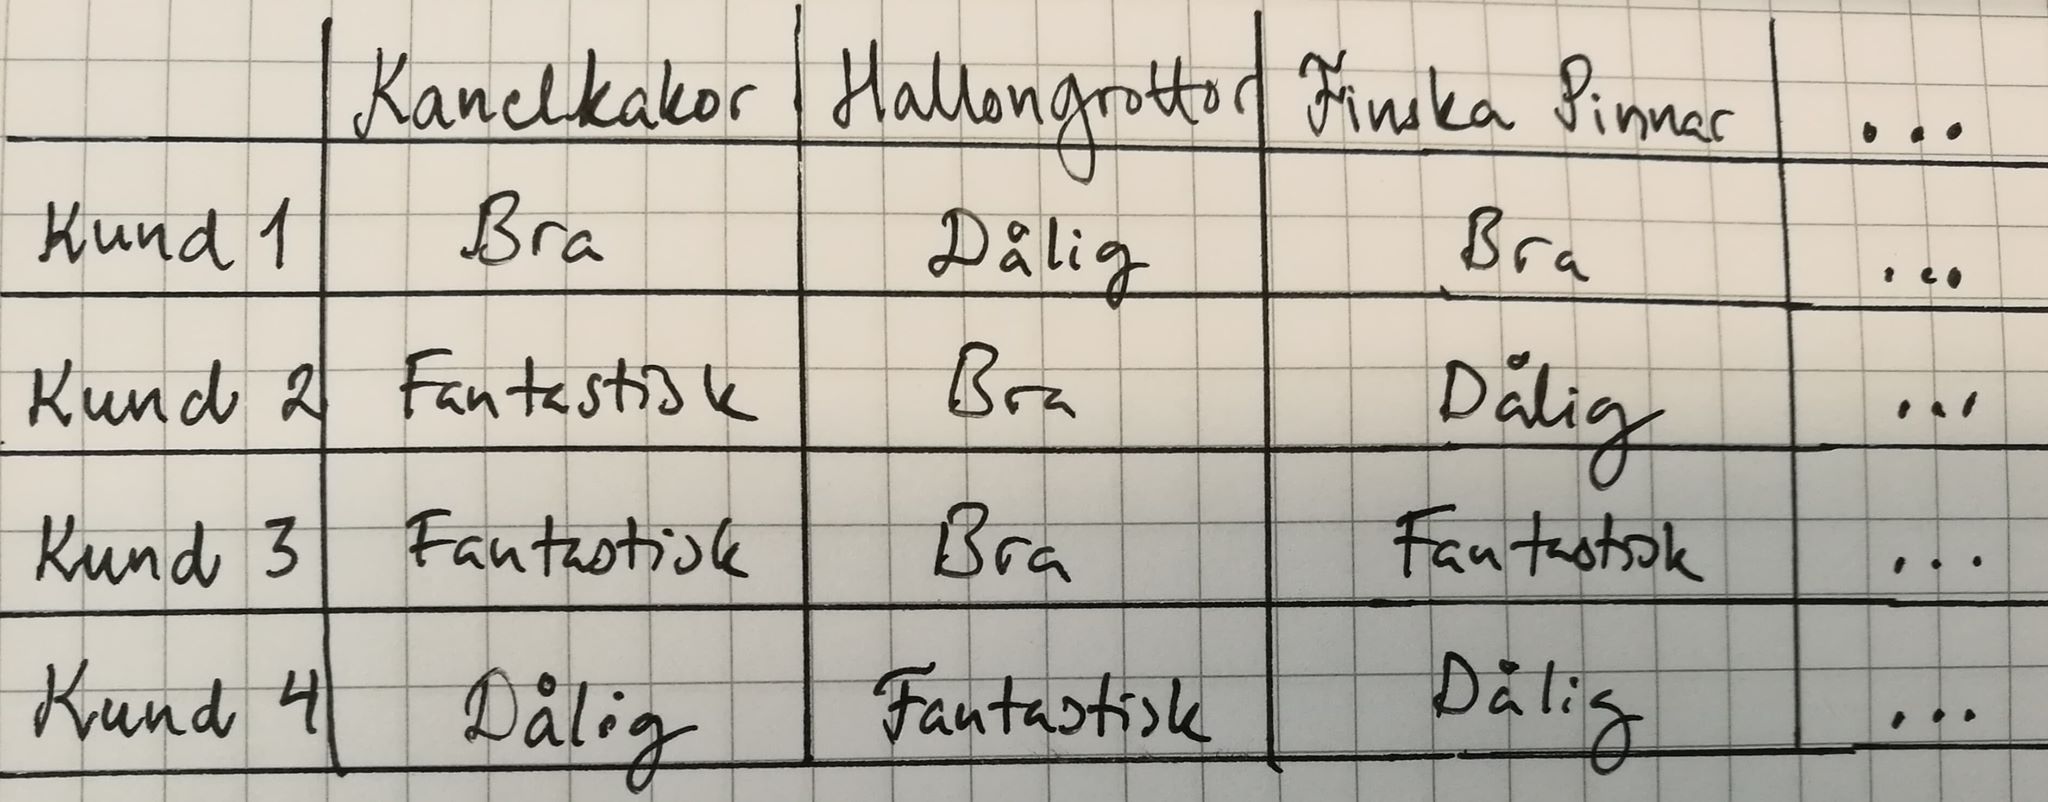 Kanelkakor Hallongrottor Finska Pinnar ...
Kund 1 Bra Dålig Bra ...
Kund 2 Fantastisk Bra Dålig ...
Kund 3 Fantastisk Bra Fantastisk ...
Kund 4 Dålig Fantastisk Dålig ...